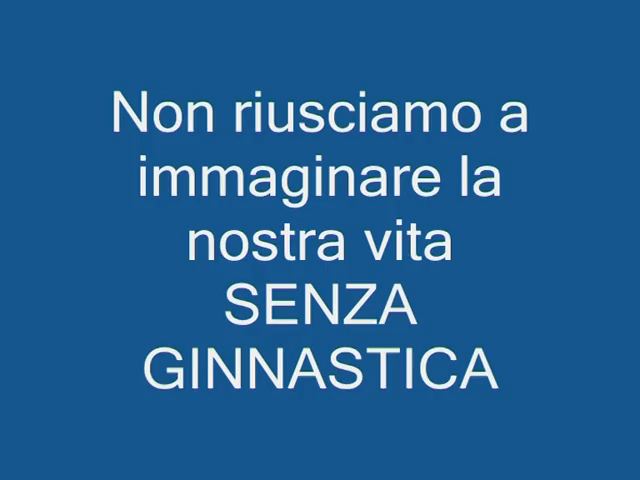 Non riusciamo a
immaginare la
nostra vita
SENZA
GINNASTICA